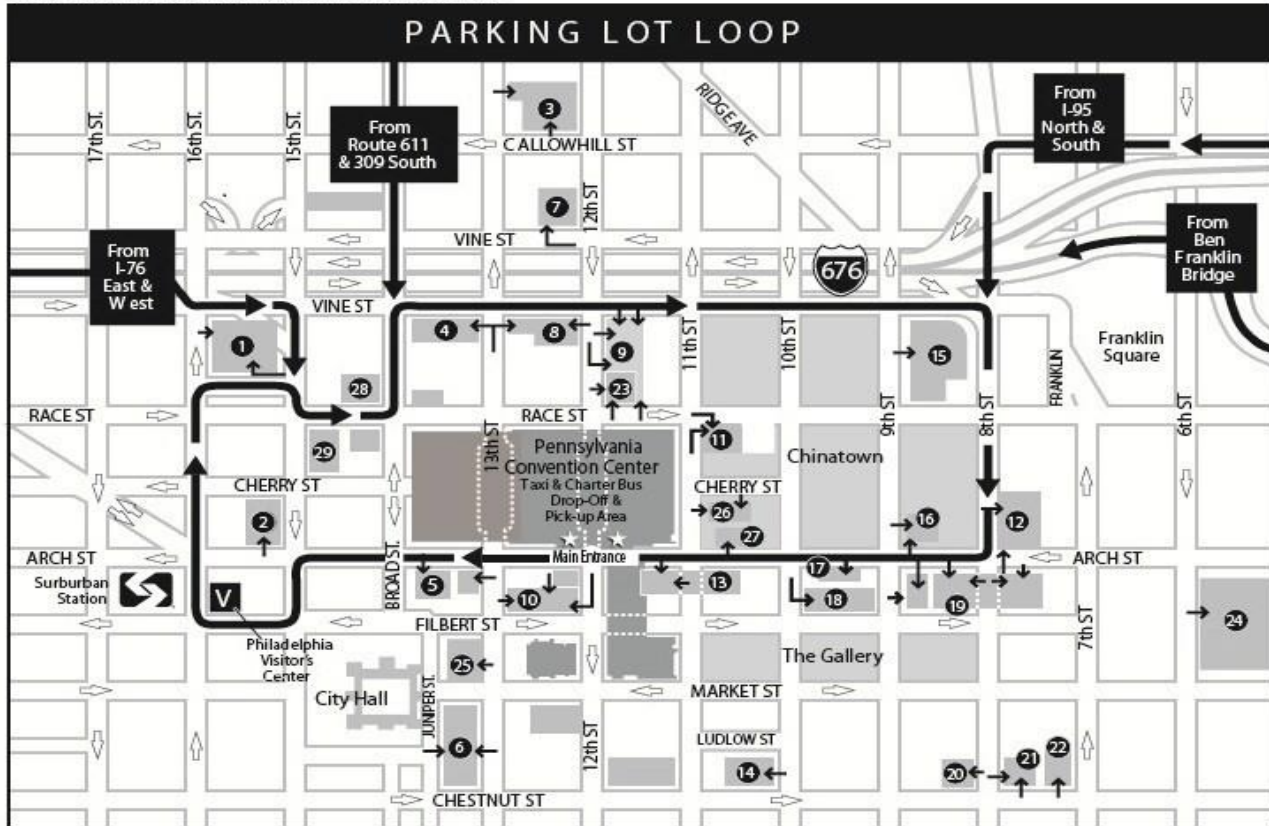 PARKING LOT LOOP
17th ST.
16th ST.
15th ST.
From
Route 611
& 309 South
3
CALLOWHILL ST
RIDGE AVE
From
I-95
North &
South
7
12th ST
VINE ST
From
I-76
East &
West
676
From
Ben
Franklin
Bridge
VINE ST
1
4
8
9
11th ST
10th ST
15
Franklin
Square
28
23
FRANKLIN
RACE ST
RACE ST
9th ST
8th ST
6th ST
29
13th ST
Pennsylvania
Convention Center
Taxi & Charter Bus
Drop-Off &
Pick-up Area
11
Chinatown
CHERRY ST
CHERRY ST
2
26
27
16
12
ARCH ST
BROAD ST.
Main Entrance
ARCH ST
Surburban
Station
V
5
10
13
17
18
19
24
FILBERT ST
7th ST
Philadelphia
Visitor's
Center
25
The Gallery
City Hall
JUNIPER ST.
MARKET ST
6
12th ST
LUDLOW ST
14
20
21
22
CHESTNUT ST